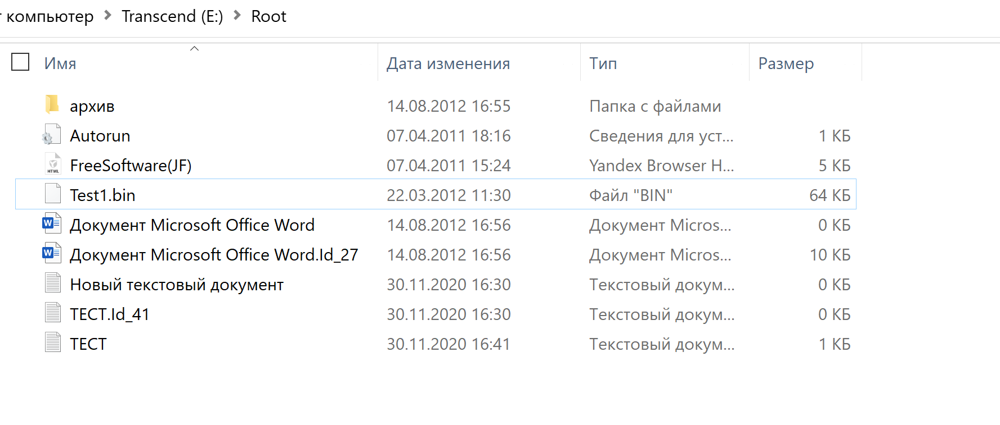 компьютер > Transcend (E:) > Root
Имя Дата изменения Тип Размер
архив 14.08.2012 16:55 Папка с файлами
Autorun 07.04.2011 18:16 Сведения для уст... 1 КБ
HTML FreeSoftware(JF) 07.04.2011 15:24 Yandex Browser H... 5 КБ
Test1.bin 22.03.2012 11:30 Файл "BIN" 64 КБ
W Документ Microsoft Office Word 14.08.2012 16:56 Документ Micros... 0 КБ
W Документ Microsoft Office Word.Id_27 14.08.2012 16:56 Документ Micros... 10 КБ
Новый текстовый документ 30.11.2020 16:30 Текстовый докум... 0 КБ
ТЕСТ.Id_41 30.11.2020 16:30 Текстовый докум... 0 КБ
ТЕСТ 30.11.2020 16:41 Текстовый докум... 1 КБ